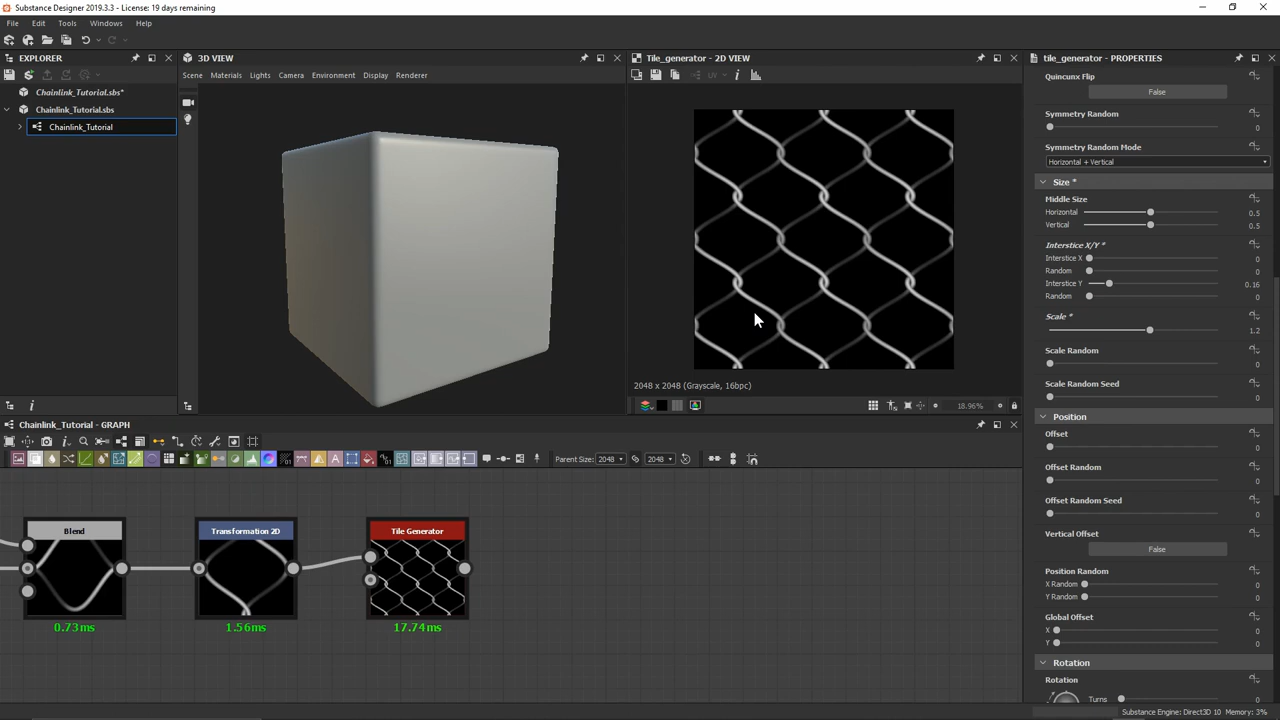 Substance Designer 2019.3.3 - License: 19 days remaining
File Edit Tools Windows Help
EXPLORER
Chainlink_Tutorial.sbs*
Chainlink_Tutorial.sbs
Chainlink_Tutorial
3D VIEW
Scene Materials Lights Camera Environment Display Renderer
Tile_generator - 2D VIEW
2048 x 2048 (Grayscale, 16bpc)
18.96%
Chainlink_Tutorial - GRAPH
Parent Size: 2048 2048
Blend
0.73ms
Transformation 2D
1.56ms
Tile Generator
17.74ms
tile_generator - PROPERTIES
Quincunx Flip
False
Symmetry Random
0
Symmetry Random Mode
Horizontal + Vertical
Size *
Middle Size
Horizontal 0.5
Vertical 0.5
Interstice X/Y *
Interstice X 0
Random 0
Interstice Y 0.16
Random 0
Scale *
1.2
Scale Random
0
Scale Random Seed
0
Position
Offset
0
Offset Random
0
Offset Random Seed
0
Vertical Offset
False
Position Random
X Random 0
Y Random 0
Global Offset
X 0
Y 0
Rotation
Rotation
Turns 0
Substance Engine: Direct3D 10 Memory: 3%